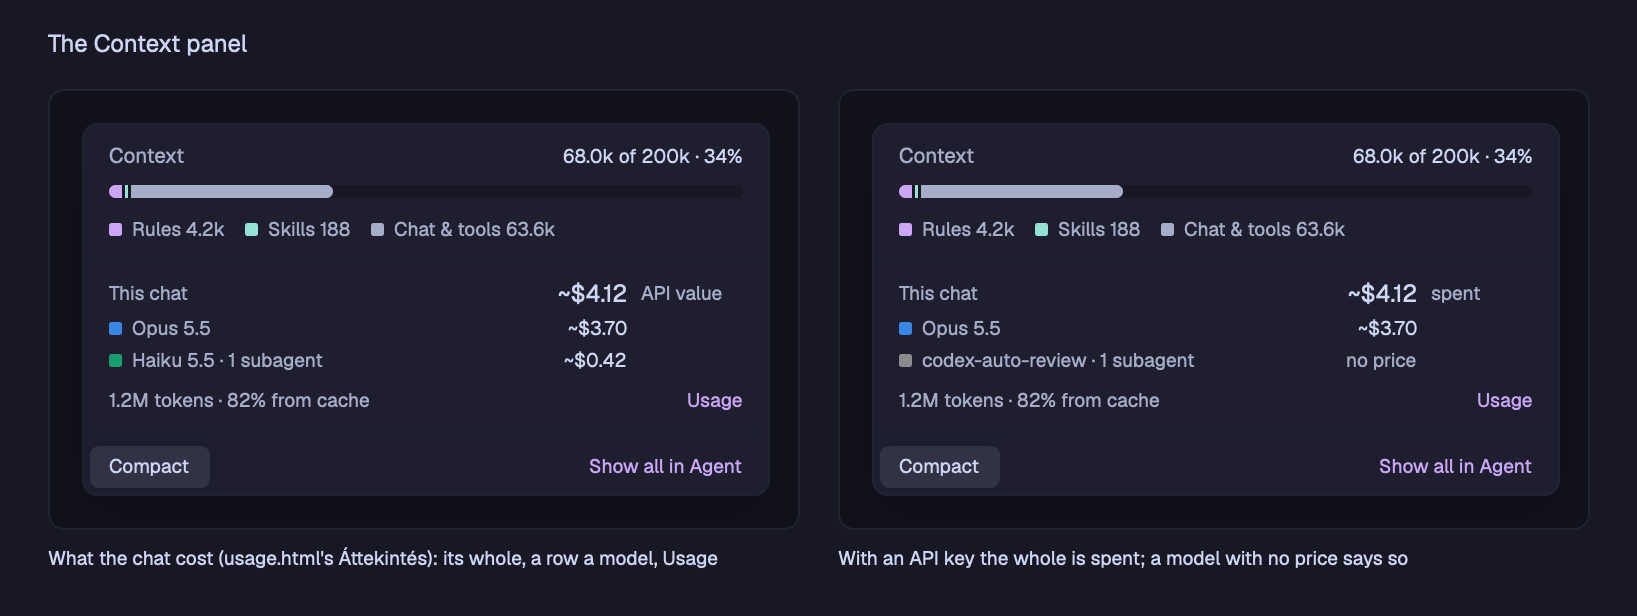 The Context panel
Context
68.0k of 200k · 34%
Rules 4.2k
Skills 188
Chat & tools 63.6k
This chat
~$4.12 API value
Opus 5.5
~$3.70
Haiku 5.5 · 1 subagent
~$0.42
1.2M tokens · 82% from cache
Usage
Compact
Show all in Agent
What the chat cost (usage.html's Áttekintés): its whole, a row a model, Usage
Context
68.0k of 200k · 34%
Rules 4.2k
Skills 188
Chat & tools 63.6k
This chat
~$4.12 spent
Opus 5.5
~$3.70
codex-auto-review · 1 subagent
no price
1.2M tokens · 82% from cache
Usage
Compact
Show all in Agent
With an API key the whole is spent; a model with no price says so